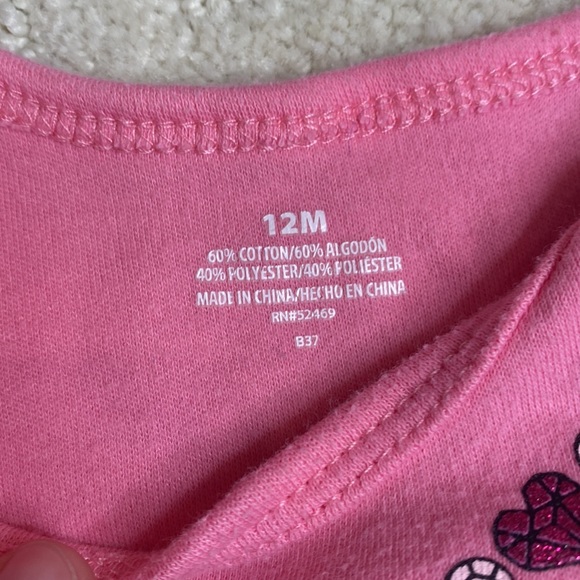 12M
60% COTTON/60% ALGODÓN
40% POLYESTER/40% POLIÉSTER
MADE IN CHINA/HECHO EN CHINA
RN#52469
B37